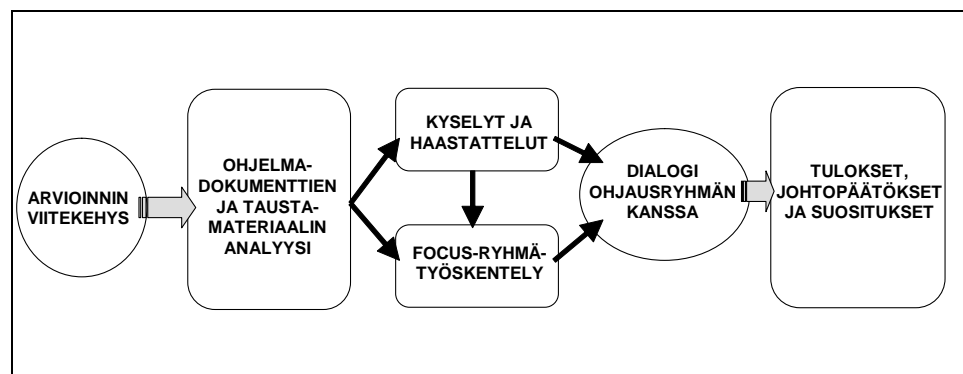 ARVIOINNIN
VIITEKEHYS
OHJELMA-
DOKUMENTTIEN
JA TAUSTA-
MATERIAALIN
ANALYYSI
KYSELYT JA
HAASTATTELUT
FOCUS-RYHMÄ-
TYÖSKENTELY
DIALOGI
OHJAUSRYHMÄN
KANSSA
TULOKSET,
JOHTOPÄÄTÖKSET
JA SUOSITUKSET